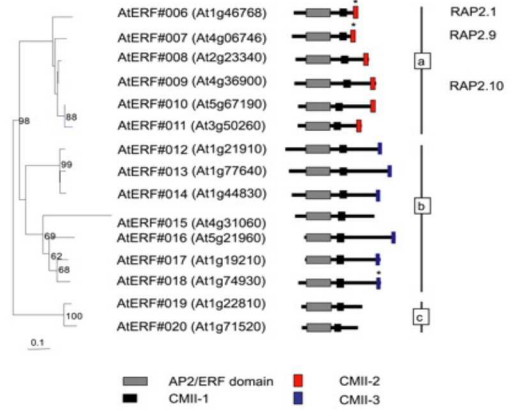 AtERF#006 (At1g46768) * RAP2.1
AtERF#007 (At4g06746) * RAP2.9
AtERF#008 (At2g23340)
a
AtERF#009 (At4g36900) RAP2.10
AtERF#010 (At5g67190)
88
98
AtERF#011 (At3g50260)
AtERF#012 (At1g21910)
99
AtERF#013 (At1g77640)
AtERF#014 (At1g44830)
b
AtERF#015 (At4g31060)
69
AtERF#016 (At5g21960)
62
AtERF#017 (At1g19210)
68
AtERF#018 (At1g74930) *
AtERF#019 (At1g22810)
100
c
AtERF#020 (At1g71520)
0.1
AP2/ERF domain CMII-2
CMII-1 CMII-3